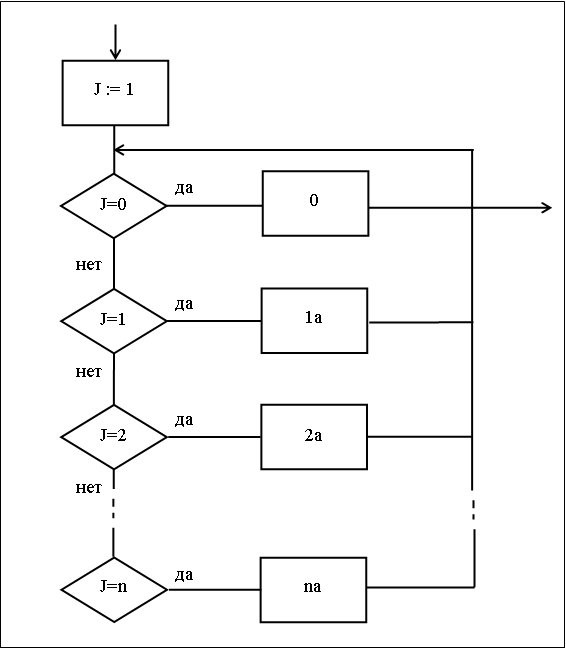 J := 1
да
J=0
0
нет
да
J=1
1a
нет
да
J=2
2a
нет
да
J=n
na